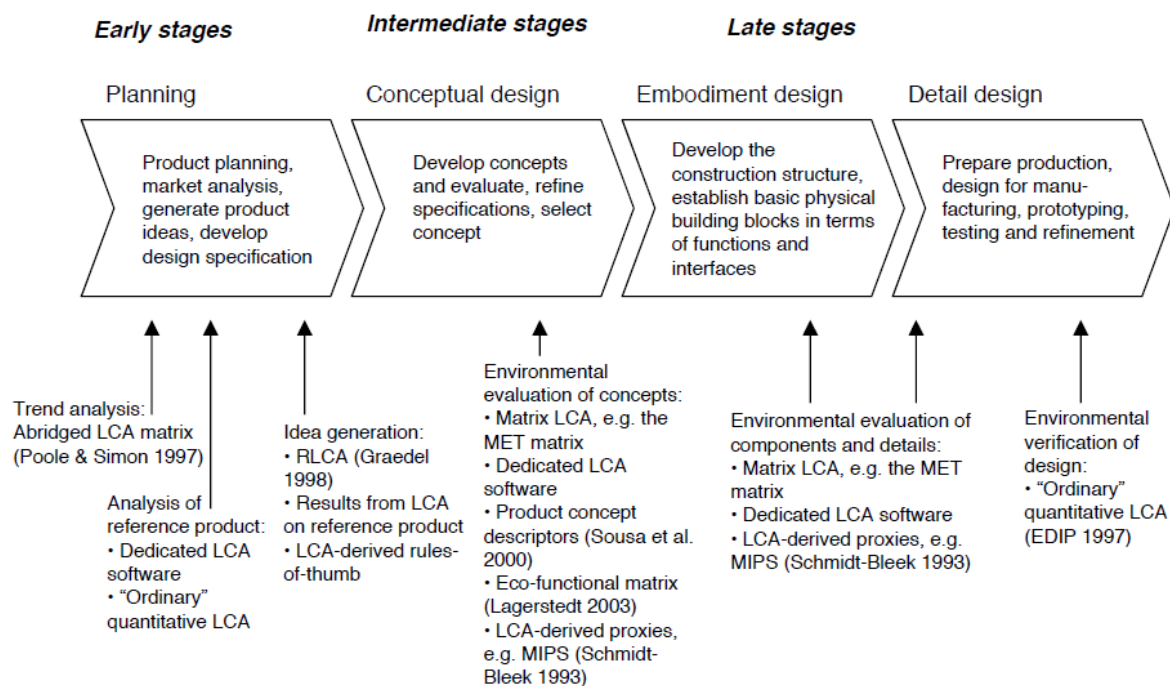 Early stages
Intermediate stages
Late stages
Planning
Conceptual design
Embodiment design
Detail design
Product planning,
market analysis,
generate product
ideas, develop
design specification
Develop concepts
and evaluate, refine
specifications, select
concept
Develop the
construction structure,
establish basic physical
building blocks in terms
of functions and
interfaces
Prepare production,
design for manu-
facturing, prototyping,
testing and refinement
Trend analysis:
Abridged LCA matrix
(Poole & Simon 1997)
Analysis of
reference product:
• Dedicated LCA
software
• “Ordinary”
quantitative LCA
Idea generation:
• RLCA (Graedel
1998)
• Results from LCA
on reference product
• LCA-derived rules-
of-thumb
Environmental
evaluation of concepts:
• Matrix LCA, e.g. the
MET matrix
• Dedicated LCA
software
• Product concept
descriptors (Sousa et al.
2000)
• Eco-functional matrix
(Lagerstedt 2003)
• LCA-derived proxies,
e.g. MIPS (Schmidt-
Bleek 1993)
Environmental evaluation of
components and details:
• Matrix LCA, e.g. the MET
matrix
• Dedicated LCA software
• LCA-derived proxies, e.g.
MIPS (Schmidt-Bleek 1993)
Environmental
verification of
design:
• “Ordinary”
quantitative LCA
(EDIP 1997)